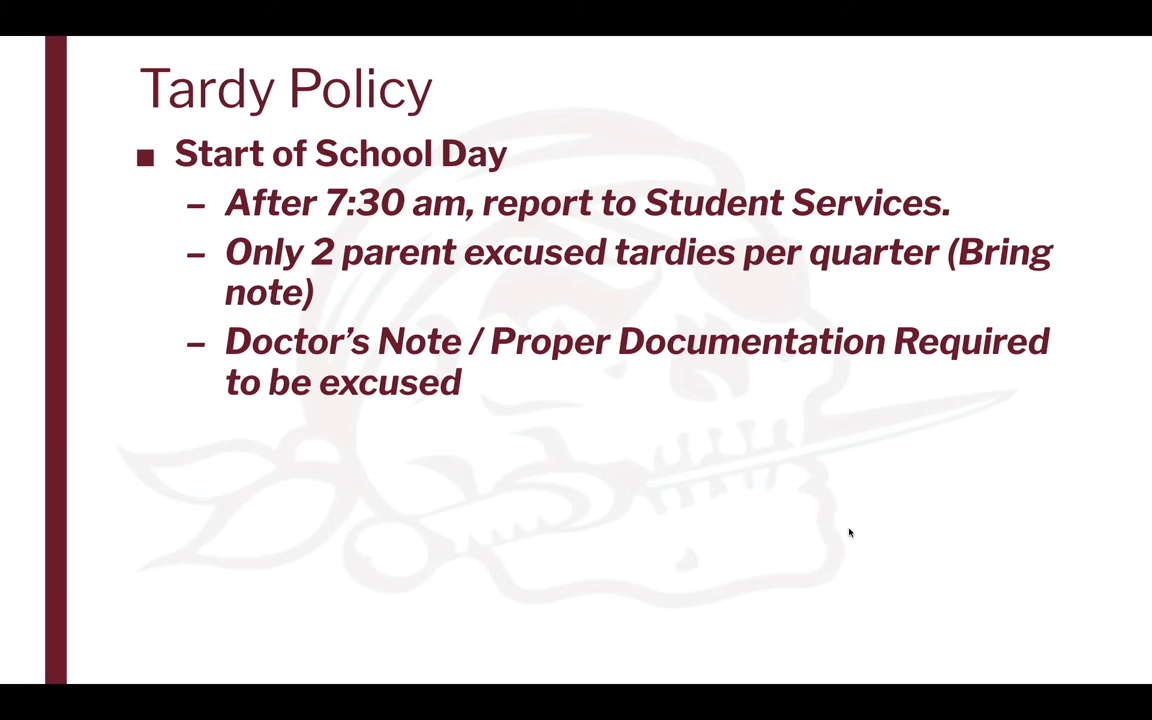 Tardy Policy
■ Start of School Day
– After 7:30 am, report to Student Services.
– Only 2 parent excused tardies per quarter (Bring
note)
– Doctor’s Note / Proper Documentation Required
to be excused